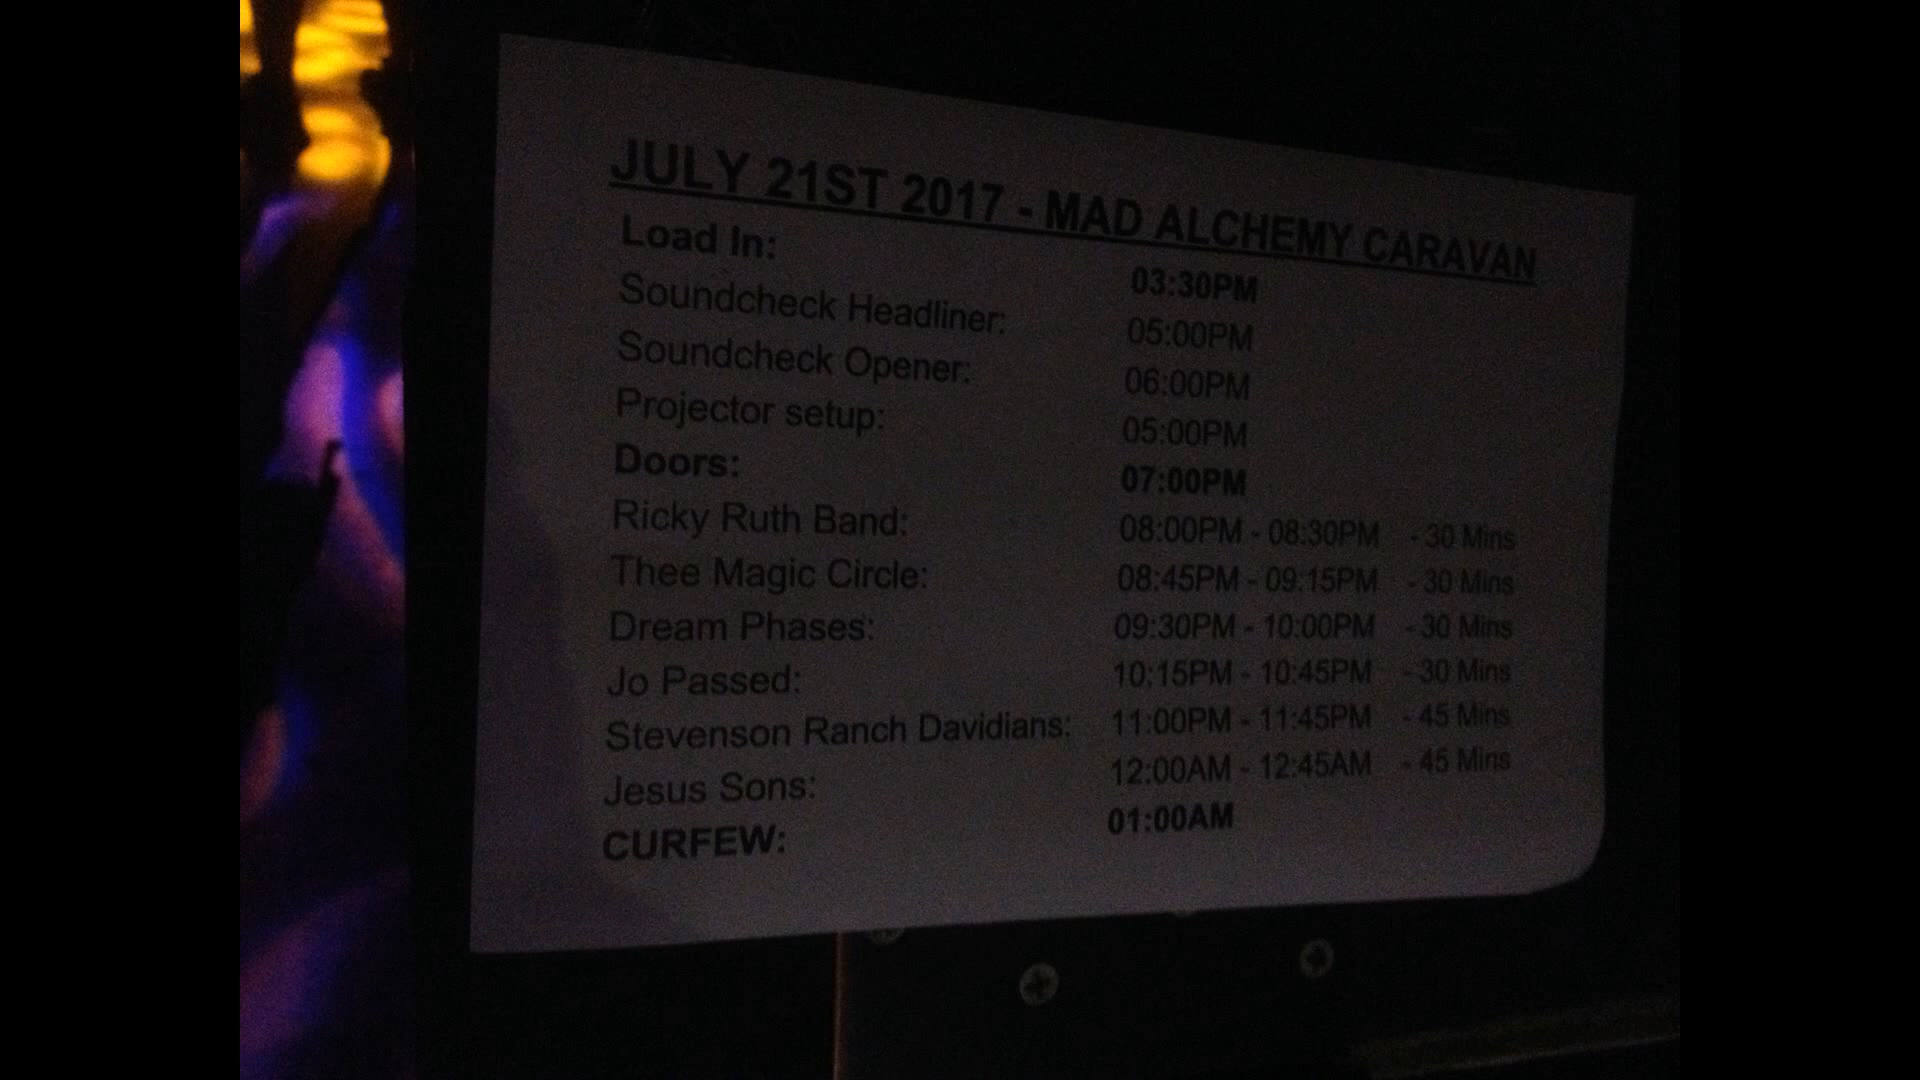 JULY 21ST 2017 - MAD ALCHEMY CARAVAN
Load In: 03:30PM
Soundcheck Headliner: 05:00PM
Soundcheck Opener: 06:00PM
Projector setup: 05:00PM
Doors: 07:00PM
Ricky Ruth Band: 08:00PM - 08:30PM - 30 Mins
Thee Magic Circle: 08:45PM - 09:15PM - 30 Mins
Dream Phases: 09:30PM - 10:00PM - 30 Mins
Jo Passed: 10:15PM - 10:45PM - 30 Mins
Stevenson Ranch Davidians: 11:00PM - 11:45PM - 45 Mins
Jesus Sons: 12:00AM - 12:45AM - 45 Mins
CURFEW: 01:00AM